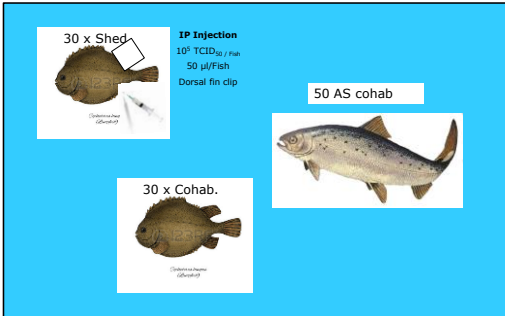 30 x Shed
IP Injection
10⁵ TCID₅₀ / Fish
50 µl/Fish
Dorsal fin clip
50 AS cohab
30 x Cohab.